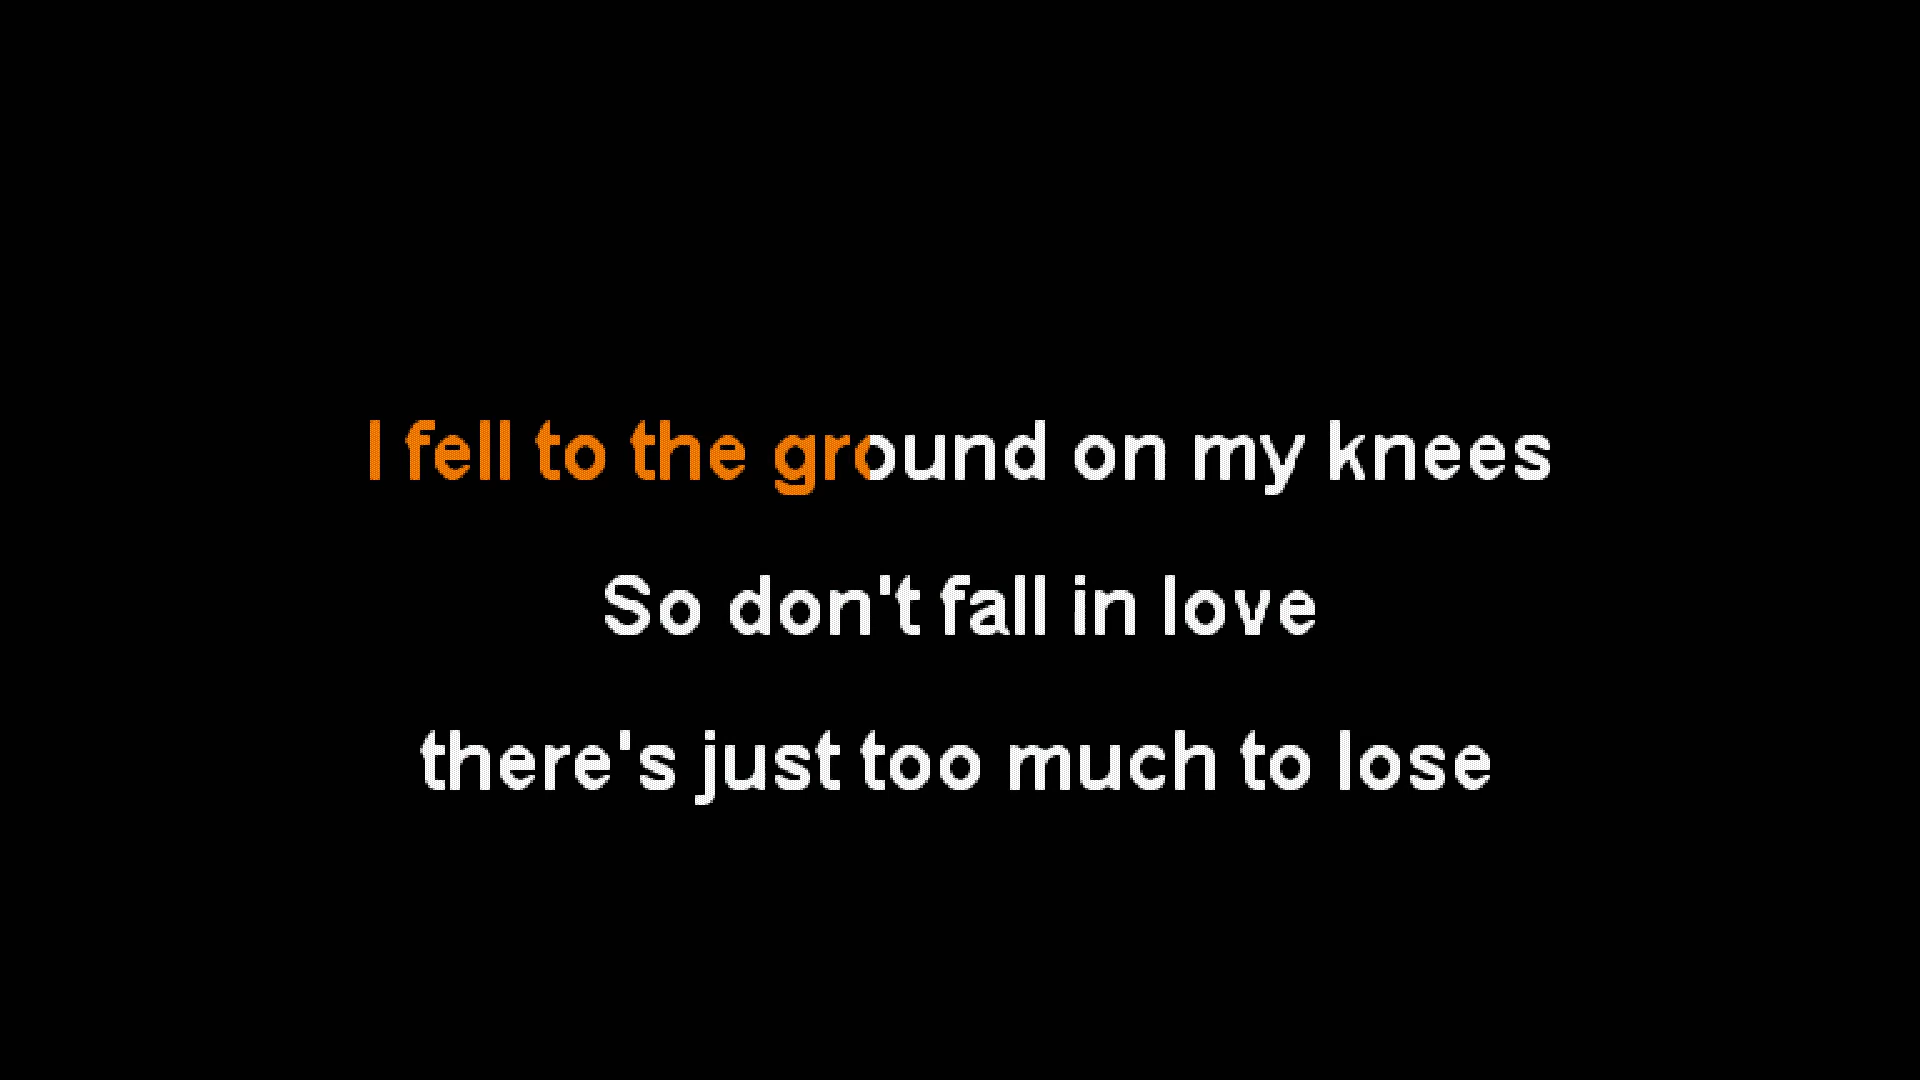 I fell to the ground on my knees
So don't fall in love
there's just too much to lose